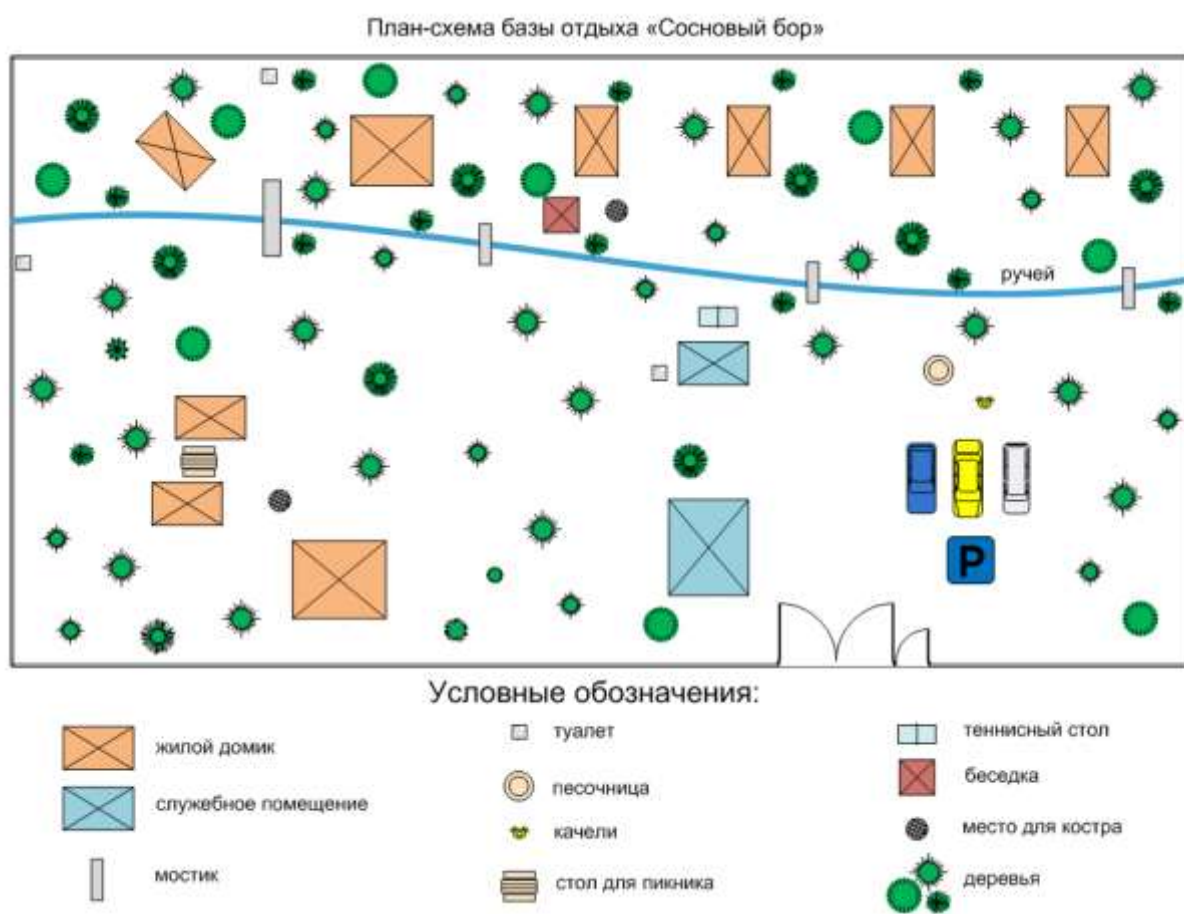 План-схема базы отдыха «Сосновый бор»
ручей
P
Условные обозначения:
жилой домик
служебное помещение
мостик
туалет
песочница
качели
стол для пикника
теннисный стол
беседка
место для костра
деревья